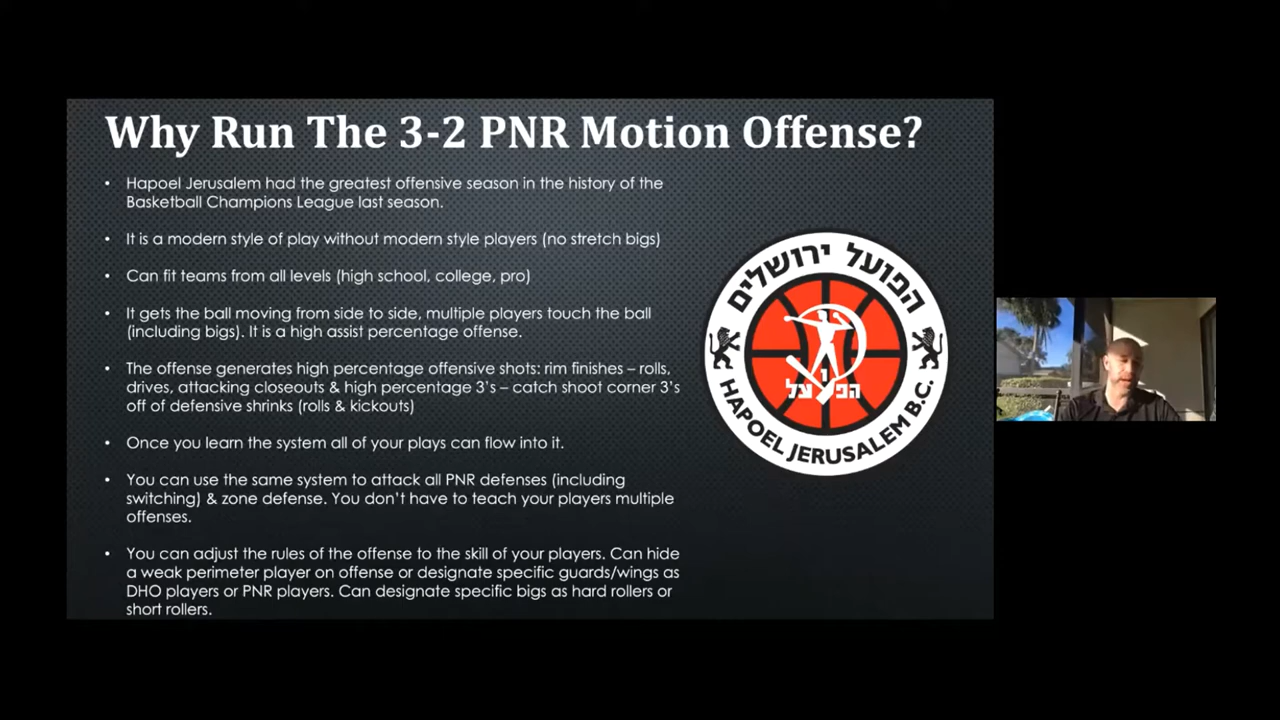 Why Run The 3-2 PNR Motion Offense?
• Hapoel Jerusalem had the greatest offensive season in the history of the
Basketball Champions League last season.
• It is a modern style of play without modern style players (no stretch bigs)
• Can fit teams from all levels (high school, college, pro)
• It gets the ball moving from side to side, multiple players touch the ball
(including bigs). It is a high assist percentage offense.
• The offense generates high percentage offensive shots: rim finishes – rolls,
drives, attacking closeouts & high percentage 3's – catch shoot corner 3's
off of defensive shrinks (rolls & kickouts)
• Once you learn the system all of your plays can flow into it.
• You can use the same system to attack all PNR defenses (including
switching) & zone defense. You don't have to teach your players multiple
offenses.
• You can adjust the rules of the offense to the skill of your players. Can hide
a weak perimeter player on offense or designate specific guards/wings as
DHO players or PNR players. Can designate specific bigs as hard rollers or
short rollers.
הפועל ירושלים
הפועל
HAPOEL JERUSALEM B.C.